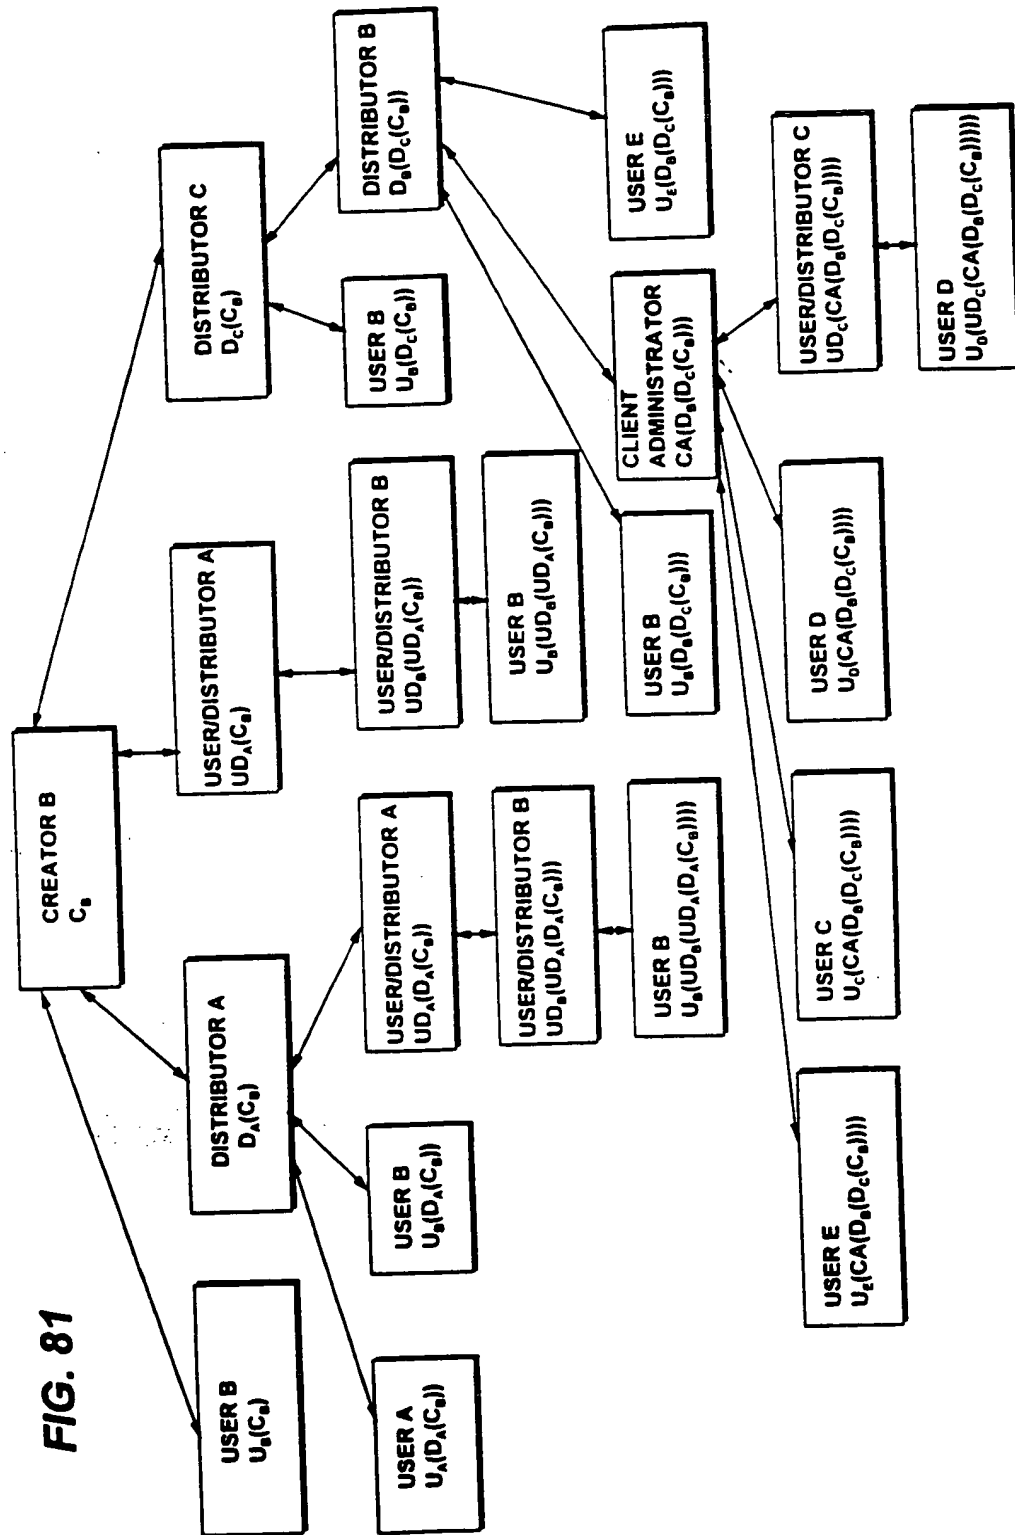 FIG. 81
CREATOR B
C_B
USER B
U_B(C_B)
DISTRIBUTOR A
D_A(C_B)
USER/DISTRIBUTOR A
UD_A(C_B)
DISTRIBUTOR C
D_C(C_B)
USER A
U_A(D_A(C_B))
USER B
U_B(D_A(C_B))
USER/DISTRIBUTOR A
UD_A(D_A(C_B))
USER/DISTRIBUTOR B
UD_B(UD_A(C_B))
USER B
U_B(D_C(C_B))
DISTRIBUTOR B
D_B(D_C(C_B))
USER/DISTRIBUTOR B
UD_B(UD_A(D_A(C_B)))
USER B
U_B(UD_B(UD_A(C_B)))
USER B
U_B(UD_B(UD_A(D_A(C_B))))
USER B
U_B(D_B(D_C(C_B)))
CLIENT
ADMINISTRATOR
CA(D_B(D_C(C_B)))
USER E
U_E(D_B(D_C(C_B)))
USER E
U_E(CA(D_B(D_C(C_B))))
USER C
U_C(CA(D_B(D_C(C_B))))
USER D
U_D(CA(D_B(D_C(C_B))))
USER/DISTRIBUTOR C
UD_C(CA(D_B(D_C(C_B))))
USER D
U_D(UD_C(CA(D_B(D_C(C_B)))))